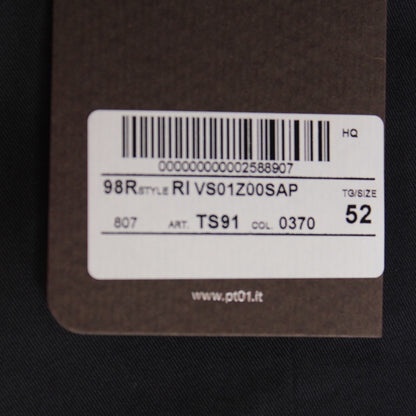 HQ
000000000002588907
98R STYLE RI VS01Z00SAP TG/SIZE
807 ART. TS91 COL. 0370 52
www.pt01.it